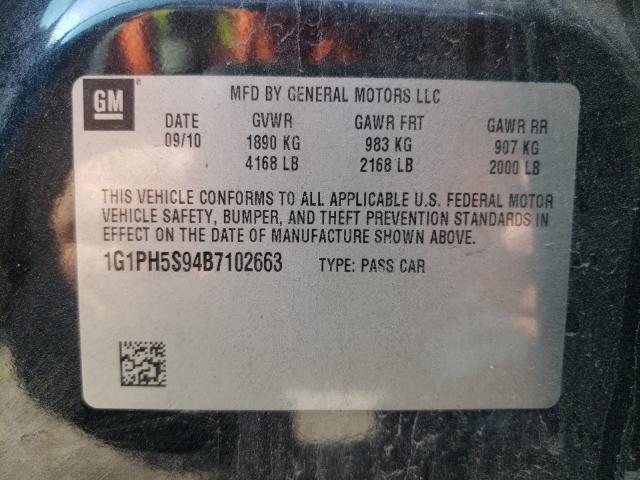 GM
MFD BY GENERAL MOTORS LLC
DATE GVWR GAWR FRT GAWR RR
09/10 1890 KG 983 KG 907 KG
4168 LB 2168 LB 2000 LB
THIS VEHICLE CONFORMS TO ALL APPLICABLE U.S. FEDERAL MOTOR
VEHICLE SAFETY, BUMPER, AND THEFT PREVENTION STANDARDS IN
EFFECT ON THE DATE OF MANUFACTURE SHOWN ABOVE.
1G1PH5S94B7102663 TYPE: PASS CAR